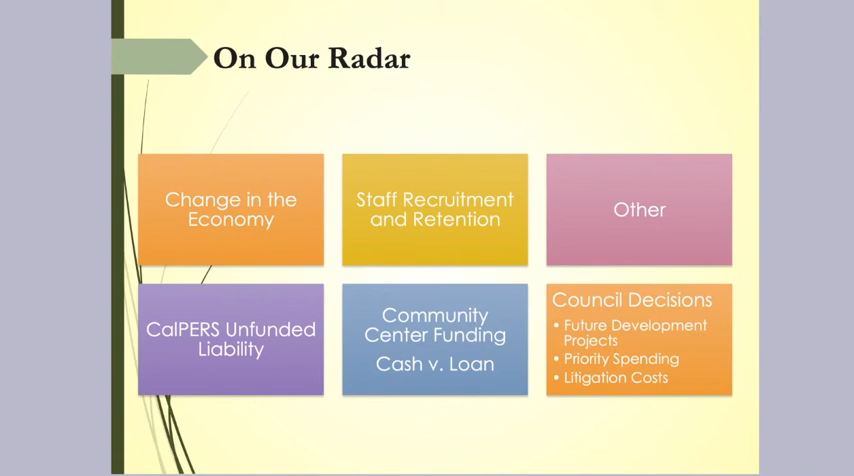 On Our Radar
Change in the
Economy
Staff Recruitment
and Retention
Other
CalPERS Unfunded
Liability
Community
Center Funding
Cash v. Loan
Council Decisions
• Future Development
Projects
• Priority Spending
• Litigation Costs